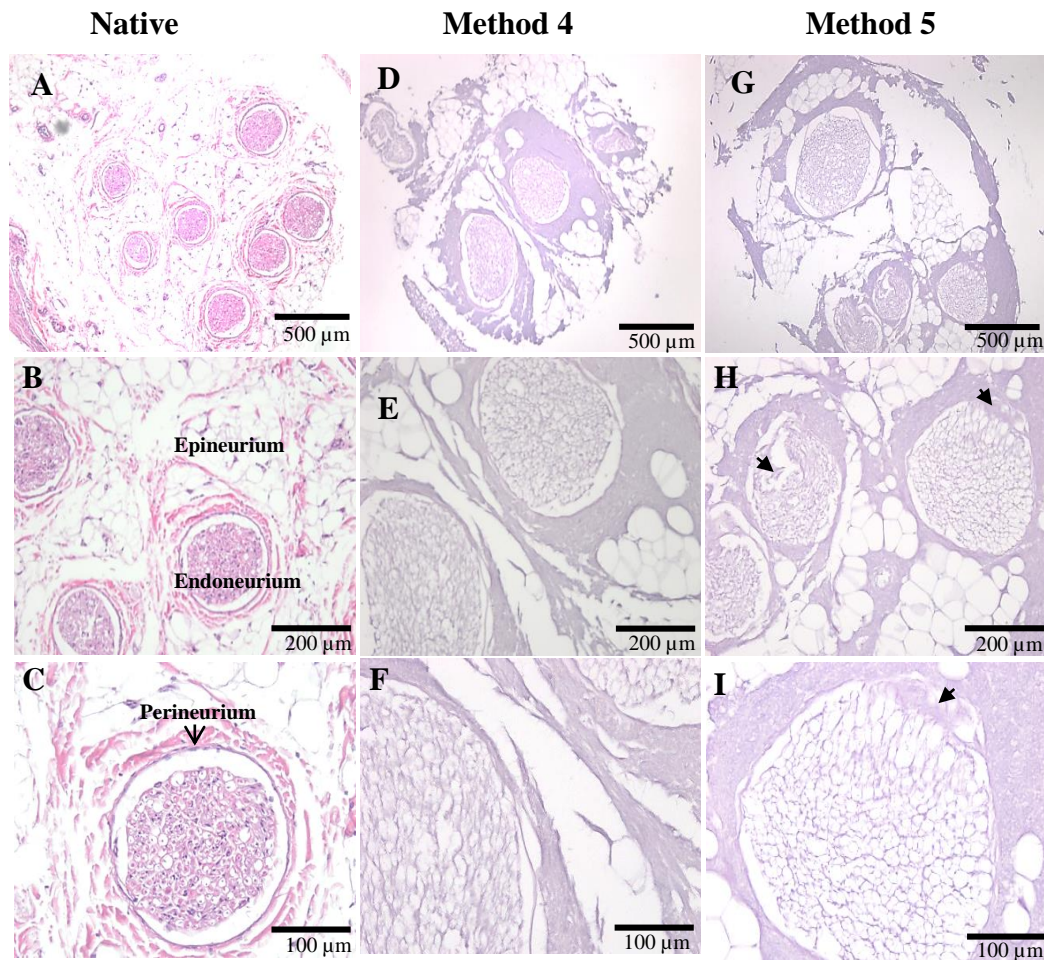 Native Method 4 Method 5
A D G
500 µm 500 µm 500 µm
B E H
Epineurium
Endoneurium
200 µm 200 µm 200 µm
C F I
Perineurium
100 µm 100 µm 100 µm